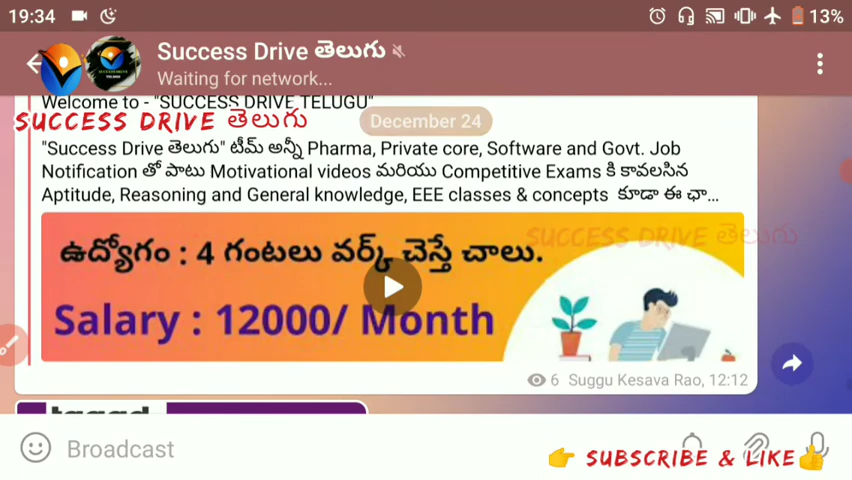 19:34
13%
Success Drive తెలుగు
Waiting for network...
Welcome to - "SUCCESS DRIVE TELUGU"
SUCCESS DRIVE తెలుగు
December 24
"Success Drive తెలుగు" టీమ్ అన్నీ Pharma, Private core, Software and Govt. Job
Notification తో పాటు Motivational videos మరియు Competitive Exams కి కావలసిన
Aptitude, Reasoning and General knowledge, EEE classes & concepts కూడా ఈ ఛా...
SUCCESS DRIVE తెలుగు
ఉద్యోగం : 4 గంటలు వర్క్ చేస్తే చాలు.
Salary : 12000/ Month
6 Suggu Kesava Rao, 12:12
Broadcast
SUBSCRIBE & LIKE